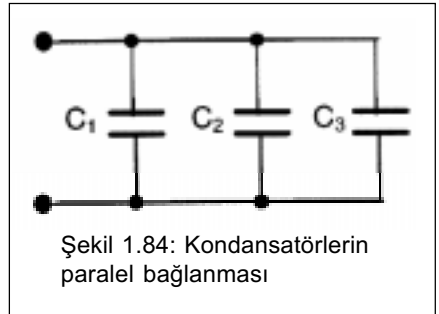 C₁ C₂ C₃
Şekil 1.84: Kondansatörlerin
paralel bağlanması